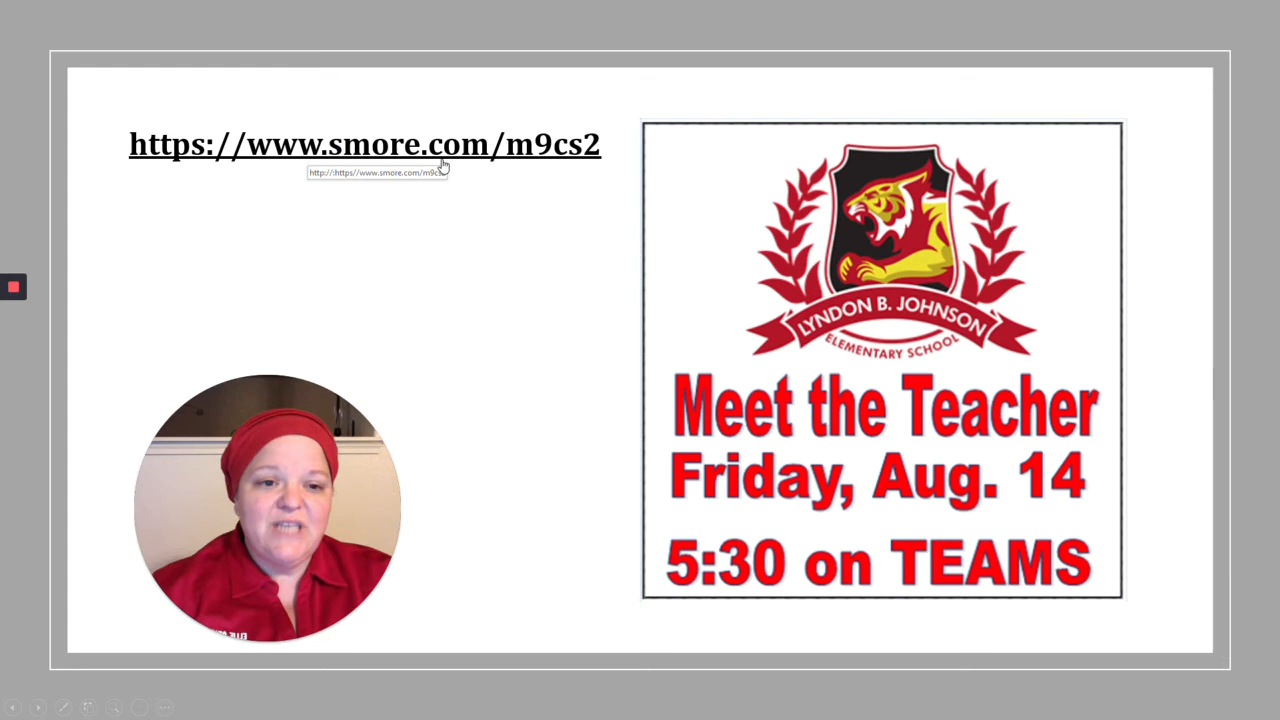 https://www.smore.com/m9cs2
LYNDON B. JOHNSON
ELEMENTARY SCHOOL
Meet the Teacher
Friday, Aug. 14
5:30 on TEAMS